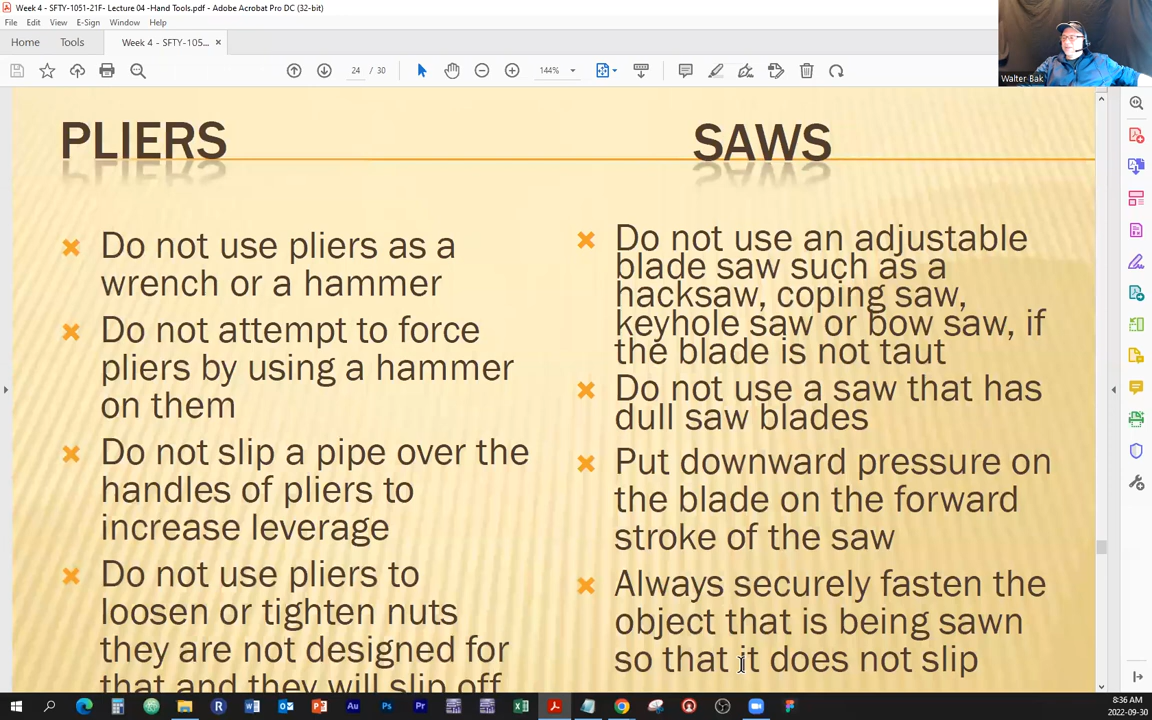 Week 4 - SFTY-1051-21F- Lecture 04 -Hand Tools.pdf - Adobe Acrobat Pro DC (32-bit)
File Edit View E-Sign Window Help
Home Tools Week 4 - SFTY-105... ×
24 / 30 144%
Walter Bak
PLIERS
Do not use pliers as a
wrench or a hammer
Do not attempt to force
pliers by using a hammer
on them
Do not slip a pipe over the
handles of pliers to
increase leverage
Do not use pliers to
loosen or tighten nuts
they are not designed for
that and they will slip off
SAWS
Do not use an adjustable
blade saw such as a
hacksaw, coping saw,
keyhole saw or bow saw, if
the blade is not taut
Do not use a saw that has
dull saw blades
Put downward pressure on
the blade on the forward
stroke of the saw
Always securely fasten the
object that is being sawn
so that it does not slip
8:36 AM
2022-09-30